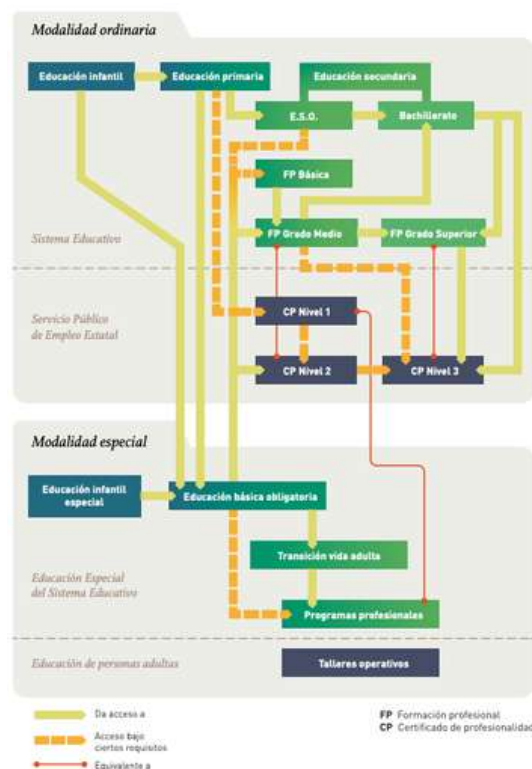 Modalidad ordinaria
Educación infantil
Educación primaria
Educación secundaria
E.S.O.
Bachillerato
FP Básica
Sistema Educativo
FP Grado Medio
FP Grado Superior
Servicio Público
de Empleo Estatal
CP Nivel 1
CP Nivel 2
CP Nivel 3
Modalidad especial
Educación infantil
especial
Educación básica obligatoria
Transición vida adulta
Educación Especial
del Sistema Educativo
Programas profesionales
Educación de personas adultas
Talleres operativos
Da acceso a
Acceso bajo
ciertos requisitos
Equivalente a
FP Formación profesional
CP Certificado de profesionalidad